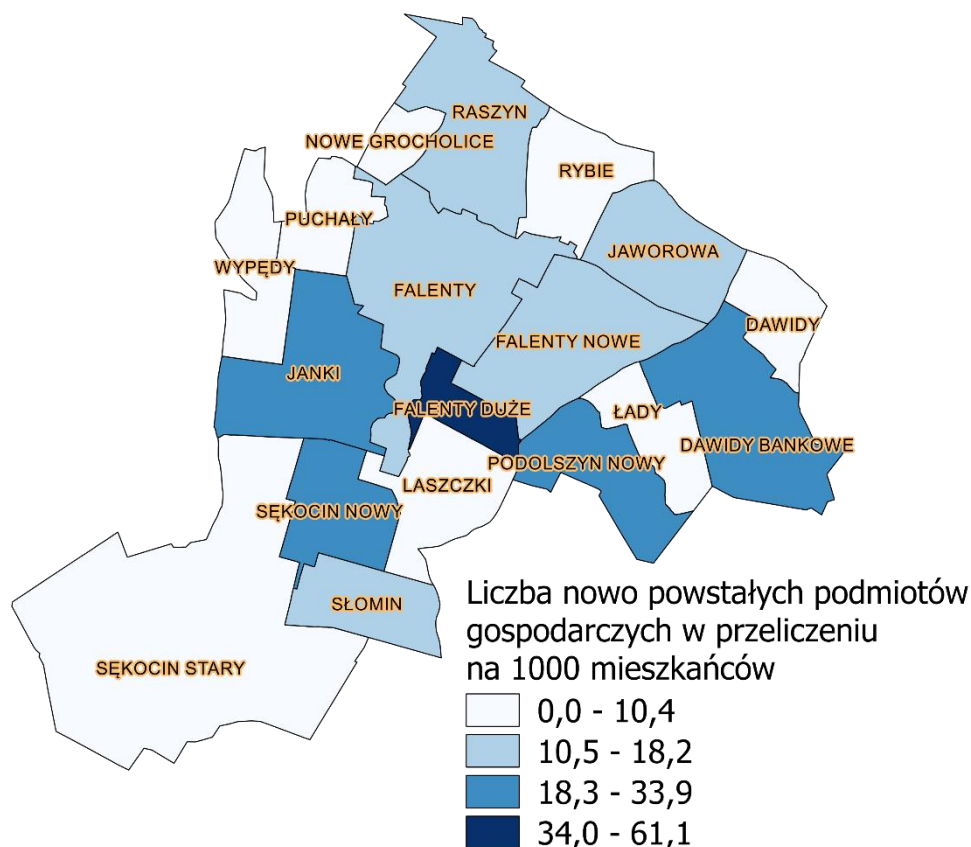 RASZYN
NOWE GROCHOLICE
RYBIE
PUCHAŁY
JAWOROWA
WYPĘDY
FALENTY
DAWIDY
FALENTY NOWE
JANKI
FALENTY DUŻE
ŁADY
DAWIDY BANKOWE
PODOLSZYN NOWY
LASZCZKI
SĘKOCIN NOWY
SŁOMIN
SĘKOCIN STARY
Liczba nowo powstałych podmiotów
gospodarczych w przeliczeniu
na 1000 mieszkańców
0,0 - 10,4
10,5 - 18,2
18,3 - 33,9
34,0 - 61,1